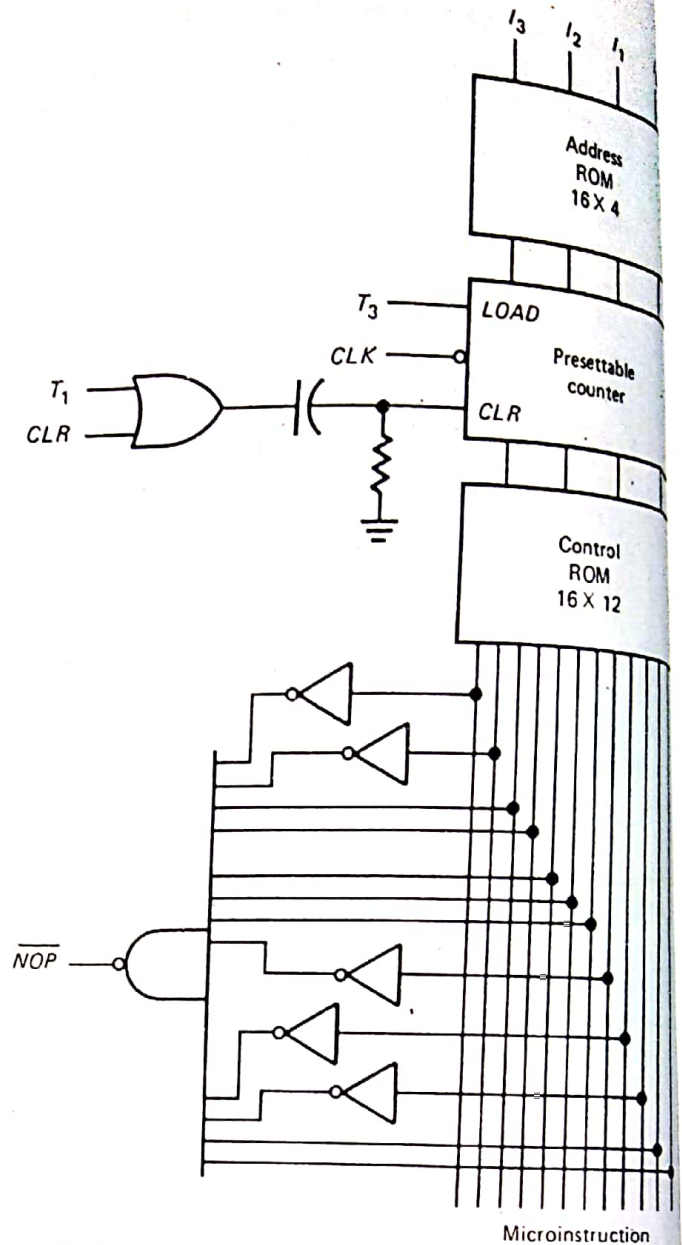 I₃ I₂ I₁
Address
ROM
16 X 4
T₃
LOAD
CLK
Presettable
counter
T₁
CLR
CLR
Control
ROM
16 X 12
N̅O̅P̅
Microinstruction